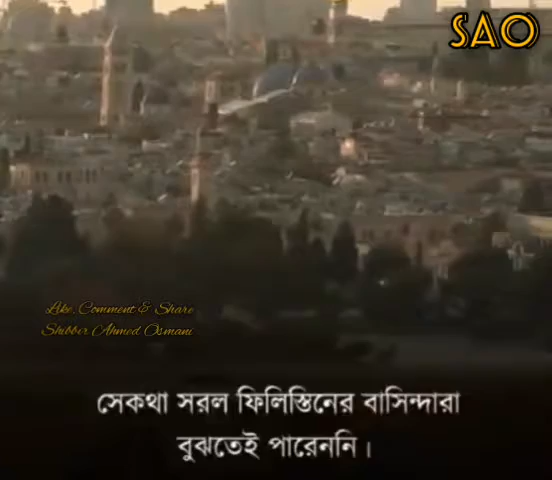 SAO
Like, Comment & Share
Shibbir Ahmed Osmani
সেকথা সরল ফিলিস্তিনের বাসিন্দারা
বুঝতেই পারেননি।